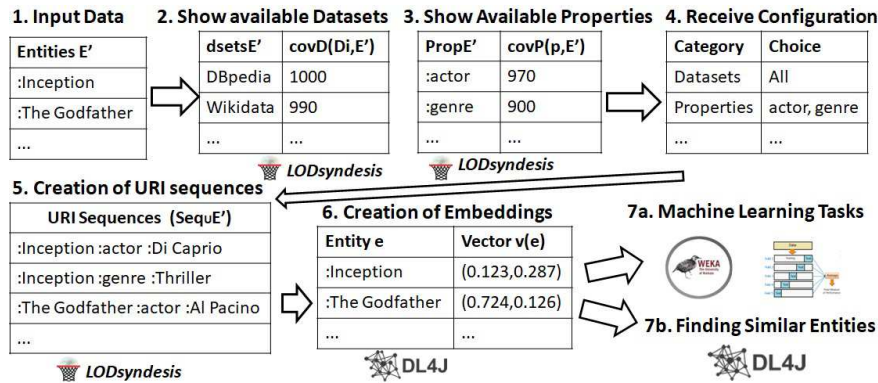 1. Input Data
Entities E'
:Inception
:The Godfather
...
2. Show available Datasets
dsetsE' covD(Di,E')
DBpedia 1000
Wikidata 990
... ...
LODsyndesis
3. Show Available Properties
PropE' covP(p,E')
:actor 970
:genre 900
... ...
LODsyndesis
4. Receive Configuration
Category Choice
Datasets All
Properties actor, genre
... ...
5. Creation of URI sequences
URI Sequences (SeqUE')
:Inception :actor :Di Caprio
:Inception :genre :Thriller
:The Godfather :actor :Al Pacino
...
LODsyndesis
6. Creation of Embeddings
Entity e Vector v(e)
:Inception (0.123,0.287)
:The Godfather (0.724,0.126)
... ...
DL4J
7a. Machine Learning Tasks
WEKA
7b. Finding Similar Entities
DL4J